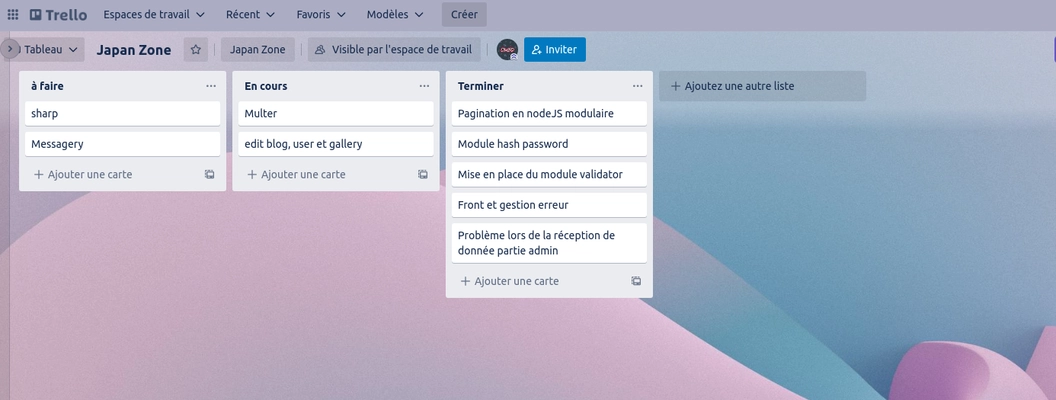 Trello Espaces de travail Récent Favoris Modèles Créer
Tableau Japan Zone Japan Zone Visible par l'espace de travail Inviter
à faire
sharp
Messagery
+ Ajouter une carte
En cours
Multer
edit blog, user et gallery
+ Ajouter une carte
Terminer
Pagination en nodeJS modulaire
Module hash password
Mise en place du module validator
Front et gestion erreur
Problème lors de la réception de
donnée partie admin
+ Ajouter une carte
+ Ajoutez une autre liste